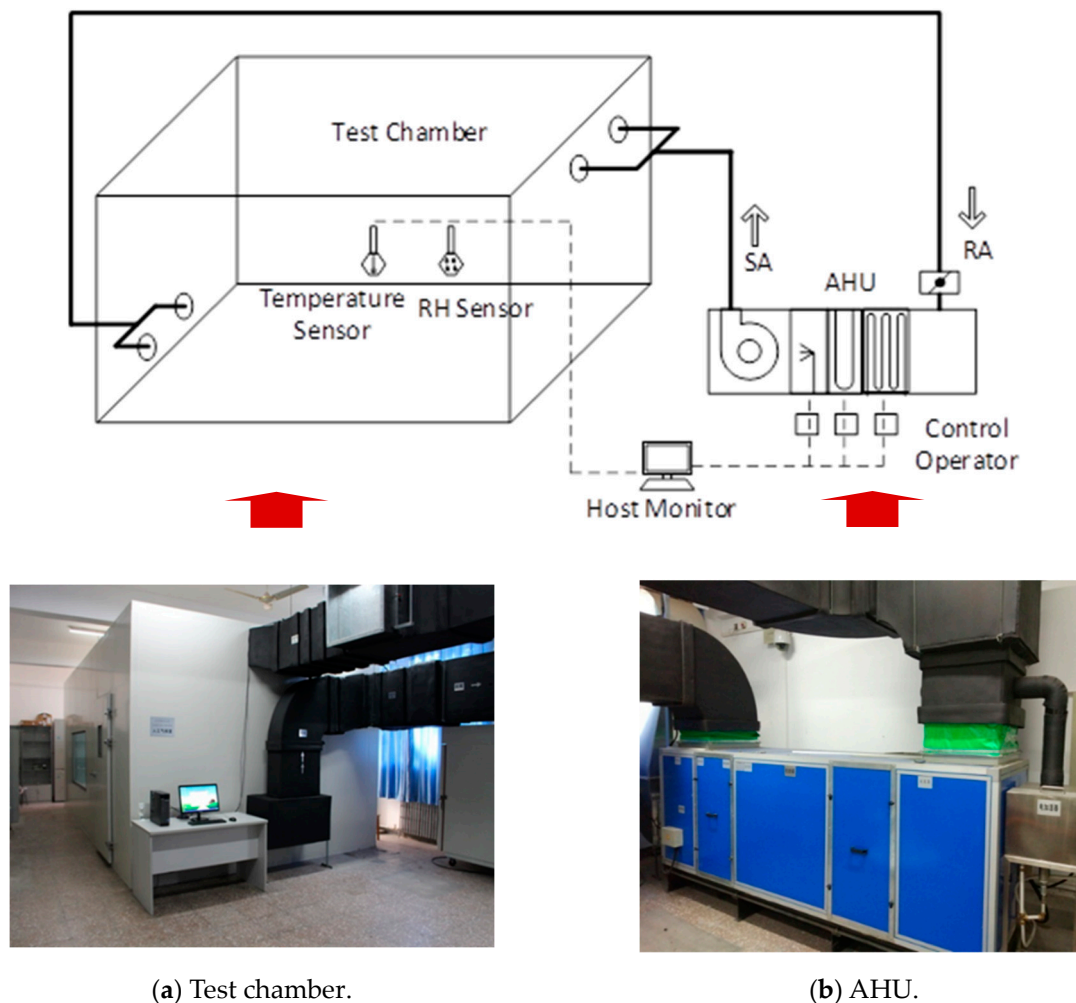 Test Chamber
SA
RA
AHU
Temperature
Sensor
RH Sensor
Control
Operator
Host Monitor
(a) Test chamber.
(b) AHU.